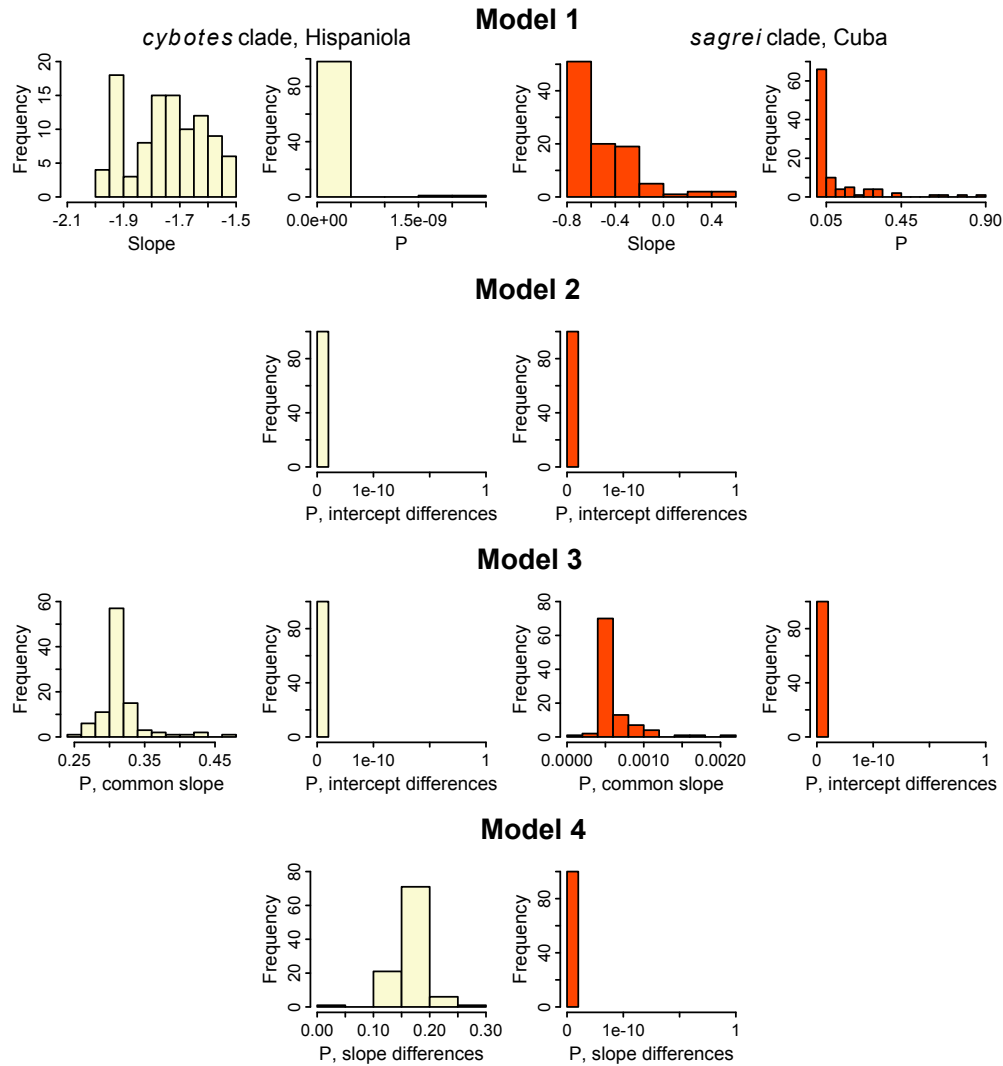 Model 1
cybotes clade, Hispaniola
sagrei clade, Cuba
Frequency
0 5 10 15 20
-2.1 -1.9 -1.7 -1.5
Slope
Frequency
0 40 80
0.0e+00 1.5e-09
P
Frequency
0 20 40
-0.8 -0.4 0.0 0.4
Slope
Frequency
0 20 40 60
0.05 0.45 0.90
P
Model 2
Frequency
0 40 80
0 1e-10 1
P, intercept differences
Frequency
0 40 80
0 1e-10 1
P, intercept differences
Model 3
Frequency
0 20 40 60
0.25 0.35 0.45
P, common slope
Frequency
0 40 80
0 1e-10 1
P, intercept differences
Frequency
0 20 40 60 80
0.0000 0.0010 0.0020
P, common slope
Frequency
0 40 80
0 1e-10 1
P, intercept differences
Model 4
Frequency
0 20 40 60 80
0.00 0.10 0.20 0.30
P, slope differences
Frequency
0 40 80
0 1e-10 1
P, slope differences